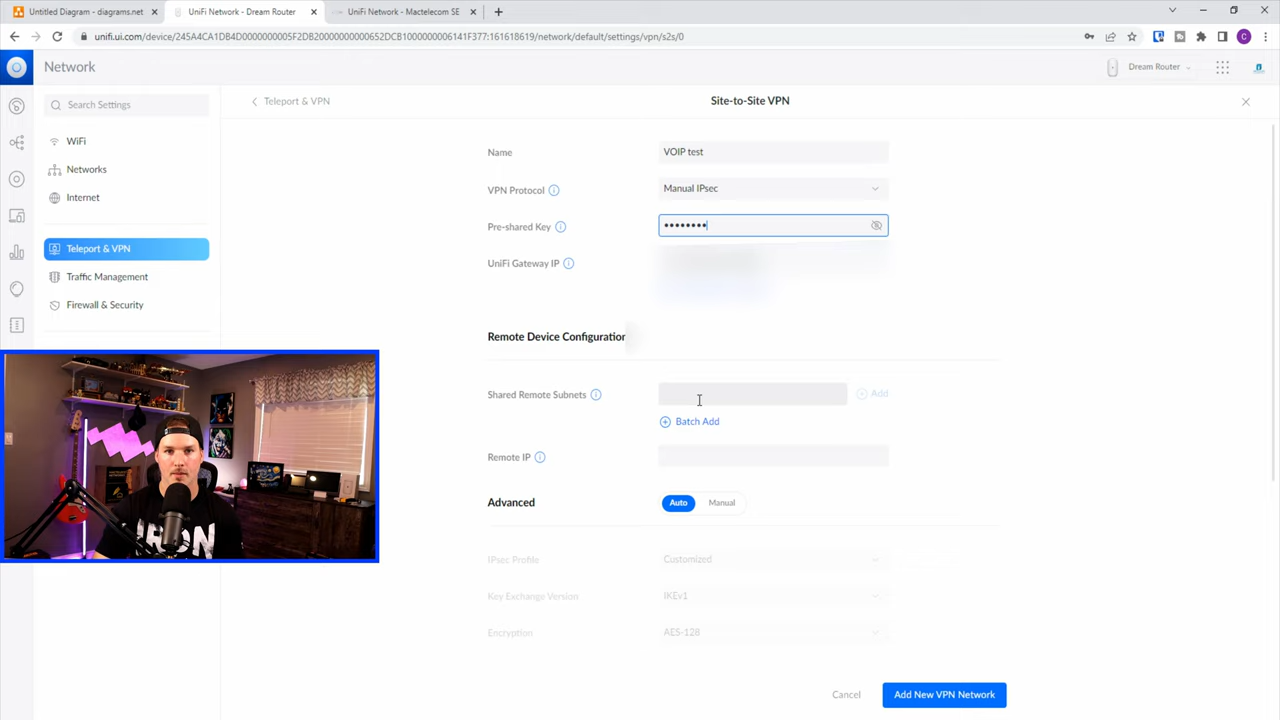 Untitled Diagram - diagrams.net
UniFi Network - Dream Router
UniFi Network - Mactelecom SE
unifi.ui.com/device/245A4CA1DB4D0000000005F2DB20000000000652DCB1000000006141F377:161618619/network/default/settings/vpn/s2s/0
C
Network
Dream Router
Search Settings
WiFi
Networks
Internet
Teleport & VPN
Traffic Management
Firewall & Security
Teleport & VPN
Site-to-Site VPN
Name
VOIP test
VPN Protocol
Manual IPsec
Pre-shared Key
••••••••
UniFi Gateway IP
Remote Device Configuration
Shared Remote Subnets
Add
Batch Add
Remote IP
Advanced
Auto
Manual
IPsec Profile
Customized
Key Exchange Version
IKEv1
Encryption
AES-128
Cancel
Add New VPN Network